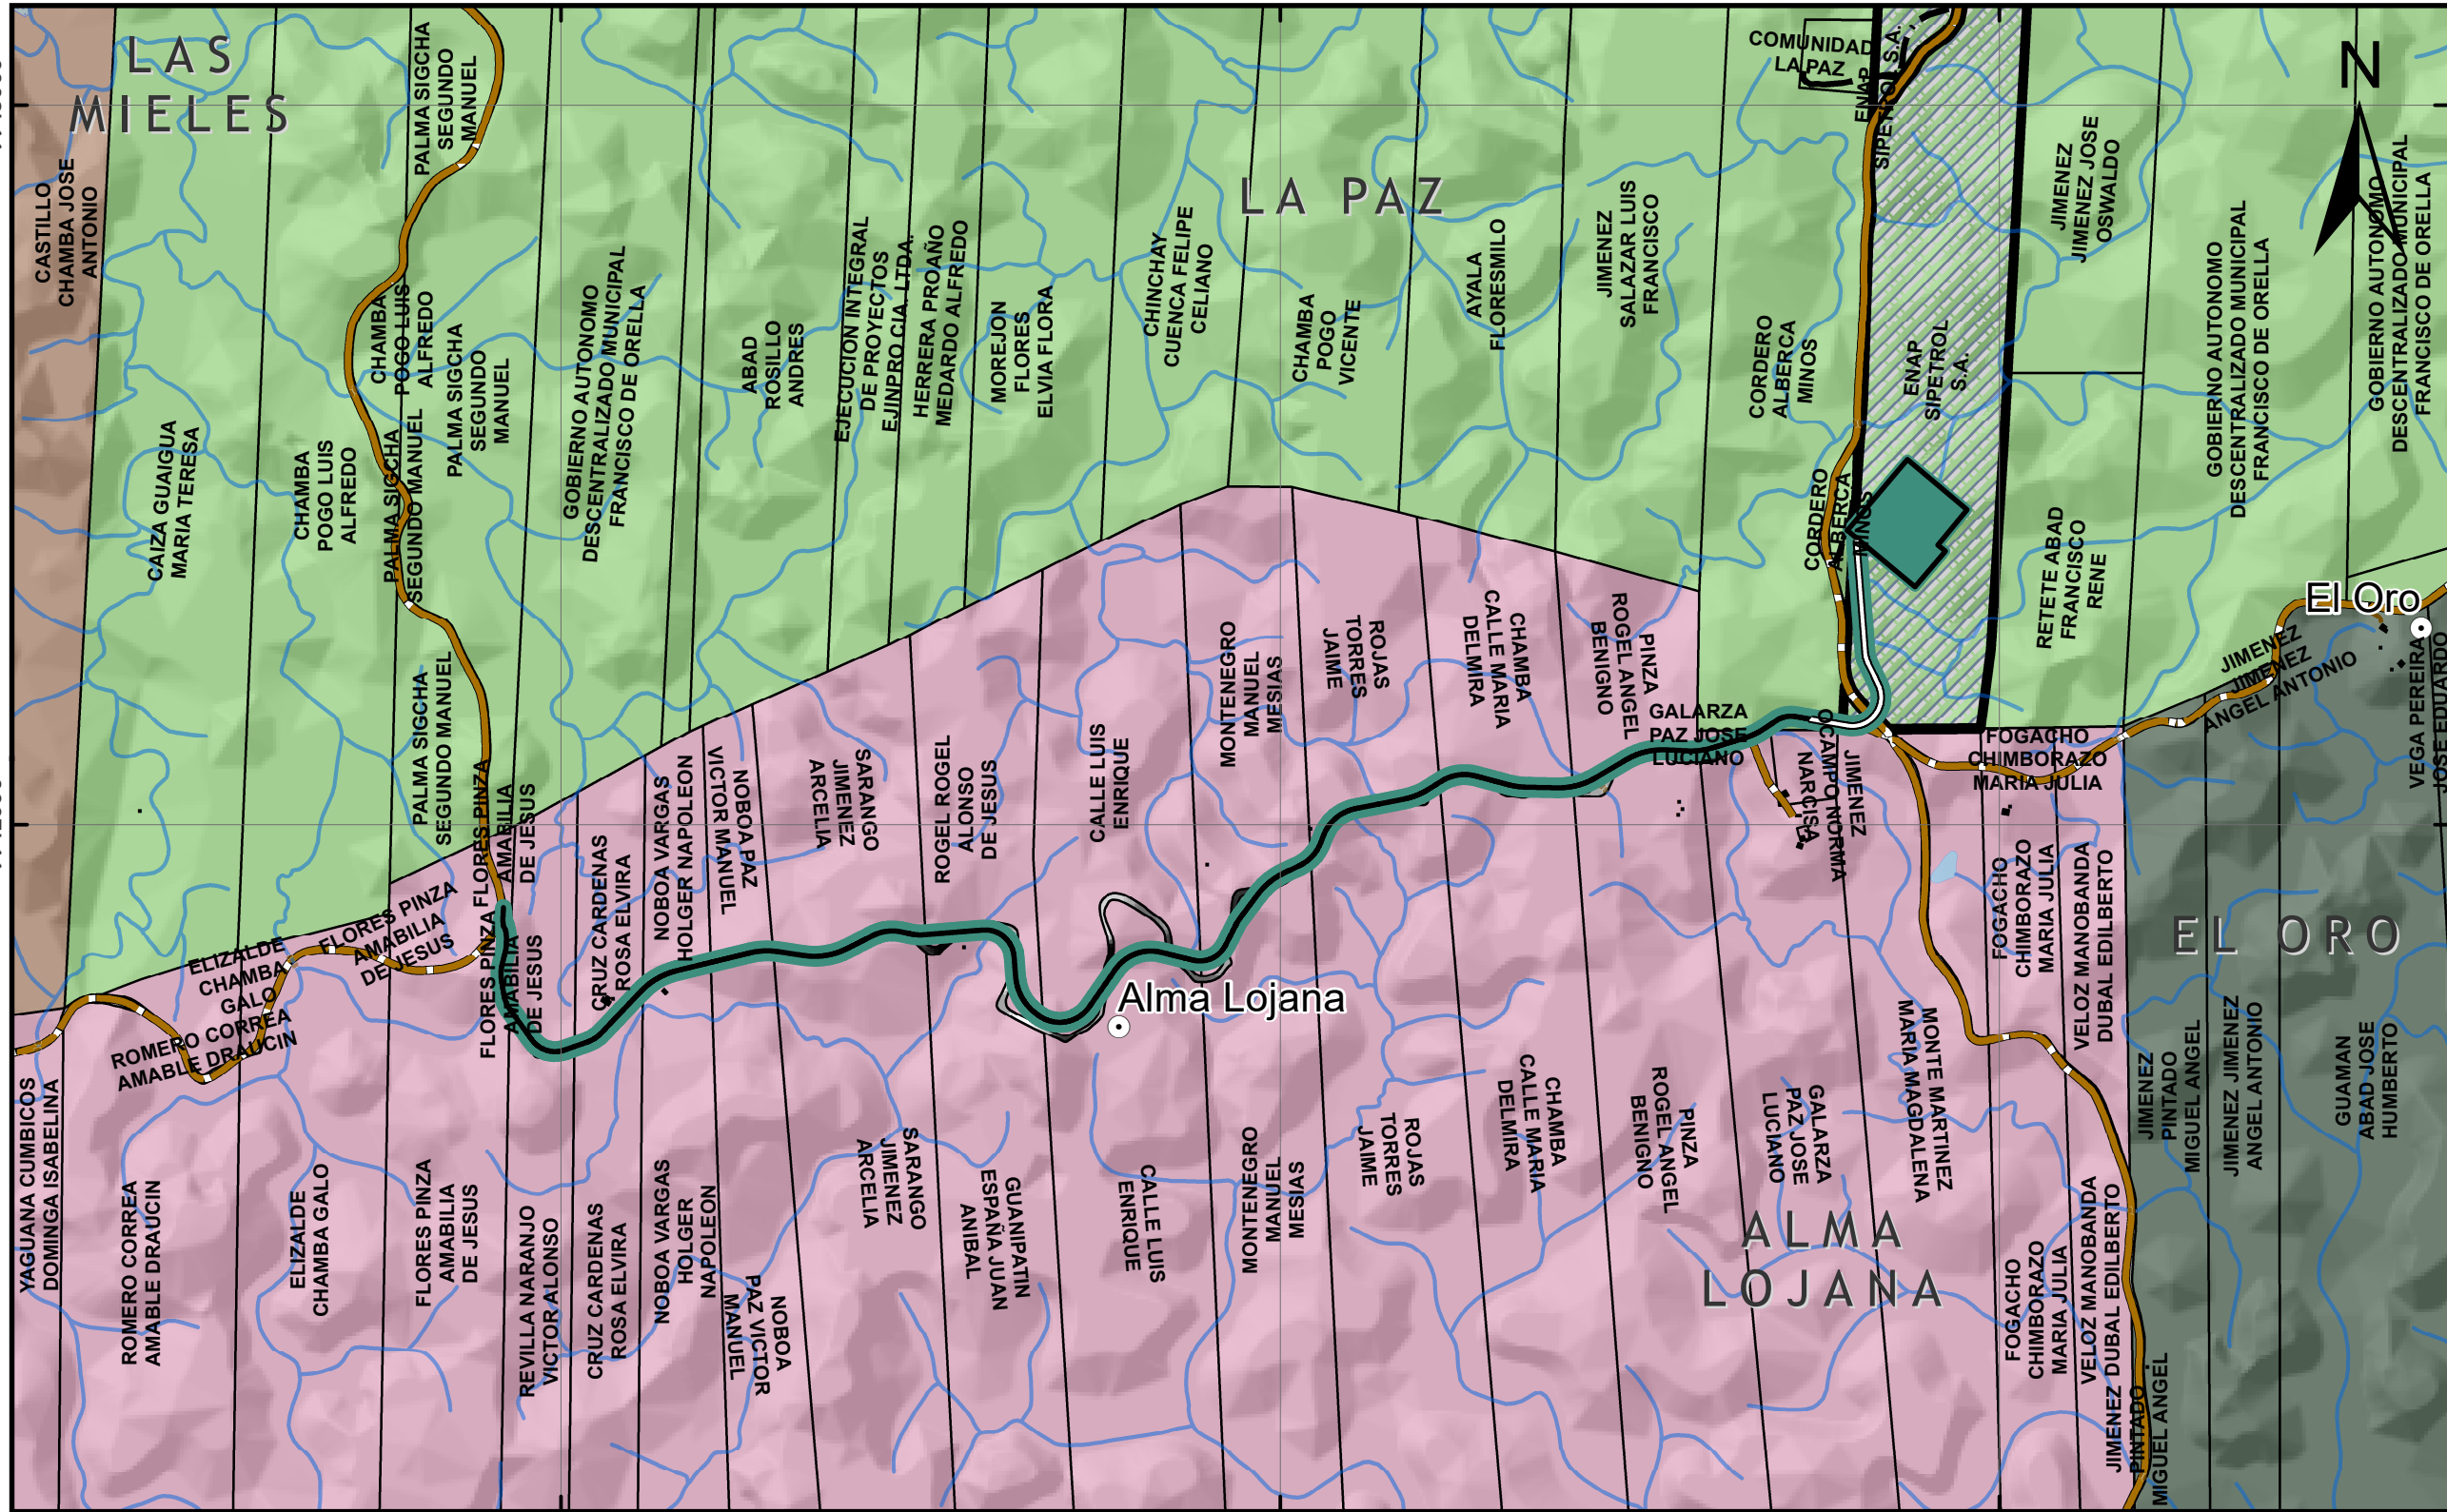 LAS
MIELES
PALMA SIGCHA
SEGUNDO
MANUEL
COMUNIDAD
LA PAZ
ENAP
SIPETROL S.A.
N
CASTILLO
CHAMBA JOSE
ANTONIO
LA PAZ
JIMENEZ
JIMENEZ JOSE
OSWALDO
GOBIERNO AUTONOMO
DESCENTRALIZADO MUNICIPAL
FRANCISCO DE ORELLA
GOBIERNO AUTONOMO
DESCENTRALIZADO MUNICIPAL
FRANCISCO DE ORELLA
CHAMBA
POGO LUIS
ALFREDO
PALMA SIGCHA
SEGUNDO
MANUEL
GOBIERNO AUTONOMO
DESCENTRALIZADO MUNICIPAL
FRANCISCO DE ORELLA
ABAD
ROSILLO
ANDRES
EJECUCION INTEGRAL
DE PROYECTOS
EJINPRO CIA. LTDA.
HERRERA PROAÑO
MEDARDO ALFREDO
MOREJON
FLORES
ELVIA FLORA
CHINCHAY
CUENCA FELIPE
CELIANO
CHAMBA
POGO
VICENTE
AYALA
FLORESMILO
JIMENEZ
SALAZAR LUIS
FRANCISCO
CORDERO
ALBERCA
MINOS
ENAP
SIPETROL
S.A.
CAIZA GUAIGUA
MARIA TERESA
CHAMBA
POGO LUIS
ALFREDO
PALMA SIGCHA
SEGUNDO MANUEL
CORDERO
ALBERCA
MINOS
RETETE ABAD
FRANCISCO
RENE
El Oro
JIMENEZ
JIMENEZ
ANGEL ANTONIO
VEGA PEREIRA
JOSE EDUARDO
PALMA SIGCHA
SEGUNDO MANUEL
FLORES PINZA
AMABILIA
DE JESUS
CRUZ CARDENAS
ROSA ELVIRA
NOBOA VARGAS
HOLGER NAPOLEON
NOBOA PAZ
VICTOR MANUEL
SARANGO
JIMENEZ
ARCELIA
ROGEL ROGEL
ALONSO
DE JESUS
CALLE LUIS
ENRIQUE
MONTENEGRO
MANUEL
MESIAS
ROJAS
TORRES
JAIME
CHAMBA
CALLE MARIA
DELMIRA
PINZA
ROGEL ANGEL
BENIGNO
GALARZA
PAZ JOSE
LUCIANO
JIMENEZ
OCAMPO NORMA
NARCISA
FOGACHO
CHIMBORAZO
MARIA JULIA
ELIZALDE
CHAMBA
GALO
FLORES PINZA
AMABILIA
DE JESUS
FLORES PINZA
AMABILIA
DE JESUS
ROMERO CORREA
AMABLE DRAUCIN
Alma Lojana
FOGACHO
CHIMBORAZO
MARIA JULIA
VELOZ MANOBANDA
DUBAL EDILBERTO
EL ORO
YAGUANA CUMBICOS
DOMINGA ISABELINA
ROMERO CORREA
AMABLE DRAUCIN
ELIZALDE
CHAMBA GALO
FLORES PINZA
AMABILIA
DE JESUS
REVILLA NARANJO
VICTOR ALONSO
CRUZ CARDENAS
ROSA ELVIRA
NOBOA VARGAS
HOLGER
NAPOLEON
NOBOA
PAZ VICTOR
MANUEL
SARANGO
JIMENEZ
ARCELIA
GUANIPATIN
ESPAÑA JUAN
ANIBAL
CALLE LUIS
ENRIQUE
MONTENEGRO
MANUEL
MESIAS
ROJAS
TORRES
JAIME
CHAMBA
CALLE MARIA
DELMIRA
PINZA
ROGEL ANGEL
BENIGNO
GALARZA
PAZ JOSE
LUCIANO
MONTE MARTINEZ
MARIA MAGDALENA
ALMA
LOJANA
FOGACHO
CHIMBORAZO
MARIA JULIA
VELOZ MANOBANDA
DUBAL EDILBERTO
JIMENEZ
PINTADO
MIGUEL ANGEL
JIMENEZ
PINTADO
MIGUEL ANGEL
JIMENEZ JIMENEZ
ANGEL ANTONIO
GUAMAN
ABAD JOSE
HUMBERTO